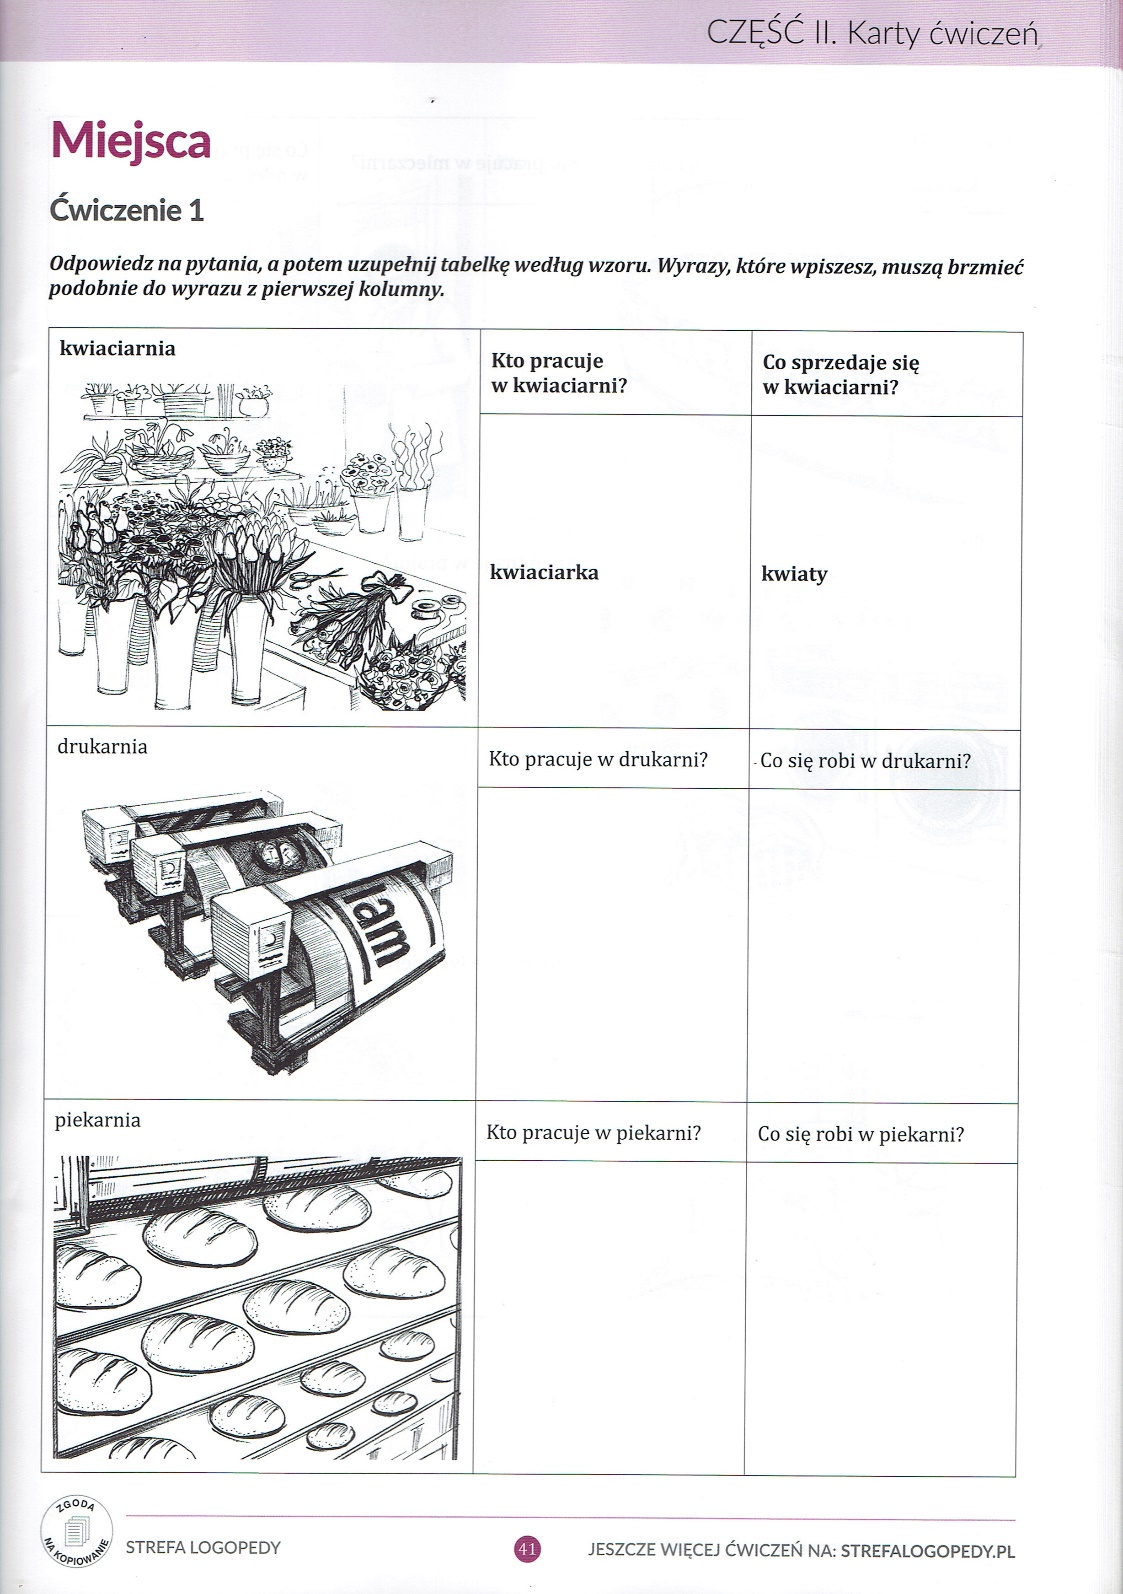 CZĘŚĆ II. Karty ćwiczeń
Miejsca
Ćwiczenie 1
Odpowiedz na pytania, a potem uzupełnij tabelkę według wzoru. Wyrazy, które wpiszesz, muszą brzmieć
podobnie do wyrazu z pierwszej kolumny.
kwiaciarnia
Kto pracuje
w kwiaciarni?
Co sprzedaje się
w kwiaciarni?
kwiaciarka
kwiaty
drukarnia
Kto pracuje w drukarni?
Co się robi w drukarni?
lam
piekarnia
Kto pracuje w piekarni?
Co się robi w piekarni?
ZGODA
NA KOPIOWANIE
STREFA LOGOPEDY
41
JESZCZE WIĘCEJ ĆWICZEŃ NA: STREFALOGOPEDY.PL